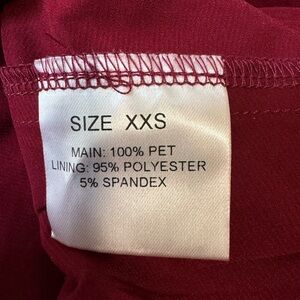 SIZE XXS
MAIN: 100% PET
LINING: 95% POLYESTER
5% SPANDEX